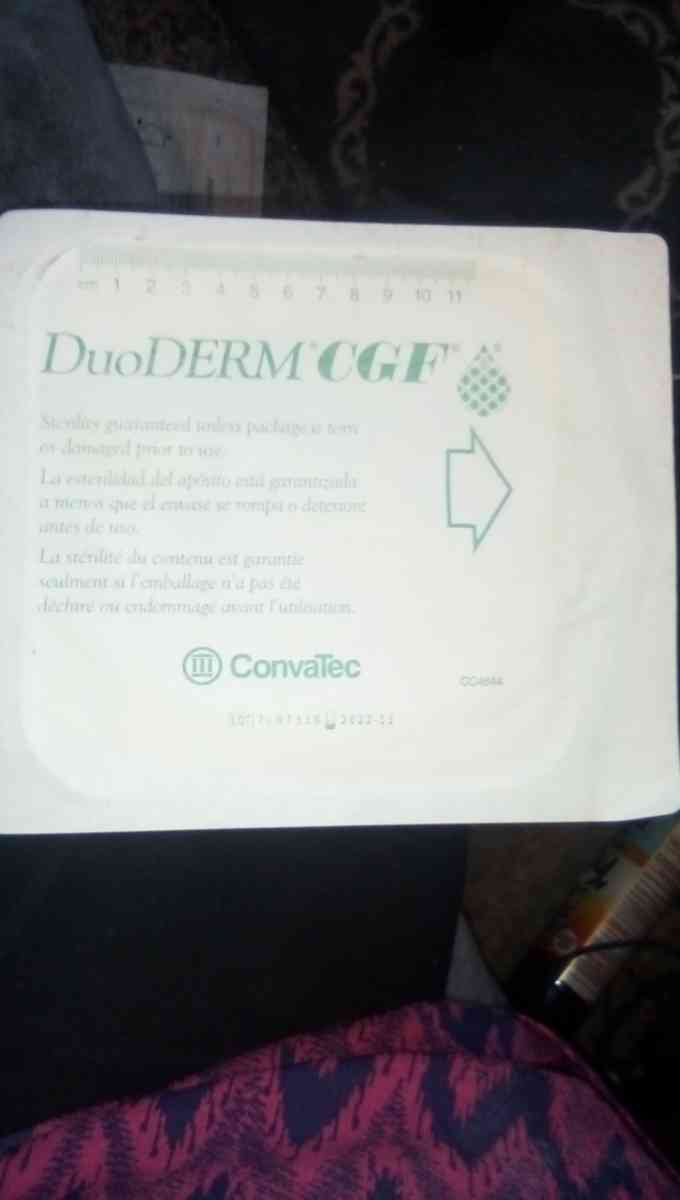 cm 1 2 3 4 5 6 7 8 9 10 11
DuoDERM® CGF® ®
Sterility guaranteed unless package is torn
or damaged prior to use.
La esterilidad del apósito está garantizada
a menos que el envase se rompa o deteriore
antes de uso.
La stérilité du contenu est garantie
seulment si l'emballage n'a pas été
déchiré ou endommagé avant l'utilisation.
ConvaTec
2022-11